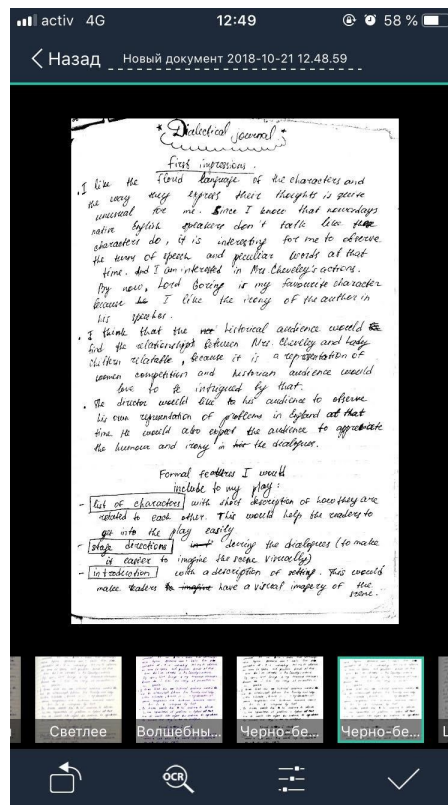 activ 4G 12:49 58 %
Назад Новый документ 2018-10-21 12.48.59
* Dialectical journal *
First impressions.
. I like the floud language of the characters and
the way they express their thoughts is quite
unusual for me. Since I know that nowendays
native English speakers don't talk like
characters do, it is interesting for me to observe
the turns of speech and peculiar words at that
time. And I am interested in Mrs. Cheveley's actions.
By now, Lord Goring is my favourite character
because I like the irony of the author in
his speeches.
. I think that the historical audience would
find the relationships between Mrs. Cheveley and Lady
Chiltern relatable, because it is a representation of
women competition and historian audience would
love to be intrigued by that.
. The director would like his audience to observe
his own representation of problems in England at that
time. He would also expect the audience to appreciate
the humour and irony in the dialogues.
Formal features I would
include to my play:
- list of characters with short description of how they are
related to each other. This would help the readers to
get into the play easily
- stage directions during the dialogues (to make
it easier to imagine the scene visually)
- introduction with a description of setting. This would
make readers to have a visual imagery of the
scene.
Светлее Волшебны... Черно-бе... Черно-бе...
OCR